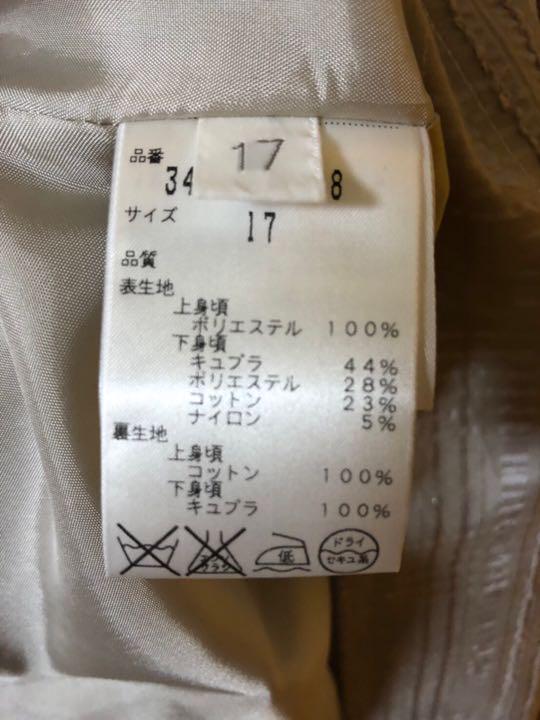 17
品番
34 8
サイズ 17
品質
表生地
上身頃
ポリエステル 100%
下身頃
キュプラ 44%
ポリエステル 28%
コットン 23%
ナイロン 5%
裏生地
上身頃
コットン 100%
下身頃
キュプラ 100%
低
ドライ
セキユ系